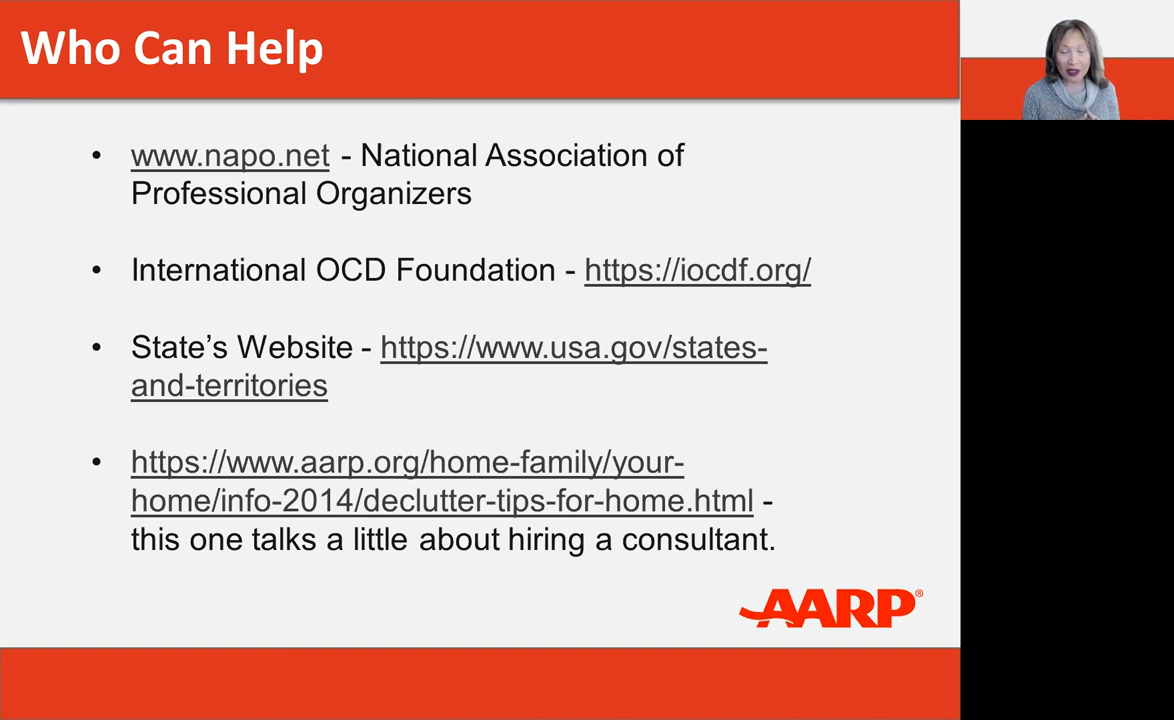 Who Can Help
• www.napo.net - National Association of
Professional Organizers
• International OCD Foundation - https://iocdf.org/
• State’s Website - https://www.usa.gov/states-
and-territories
• https://www.aarp.org/home-family/your-
home/info-2014/declutter-tips-for-home.html -
this one talks a little about hiring a consultant.
AARP®